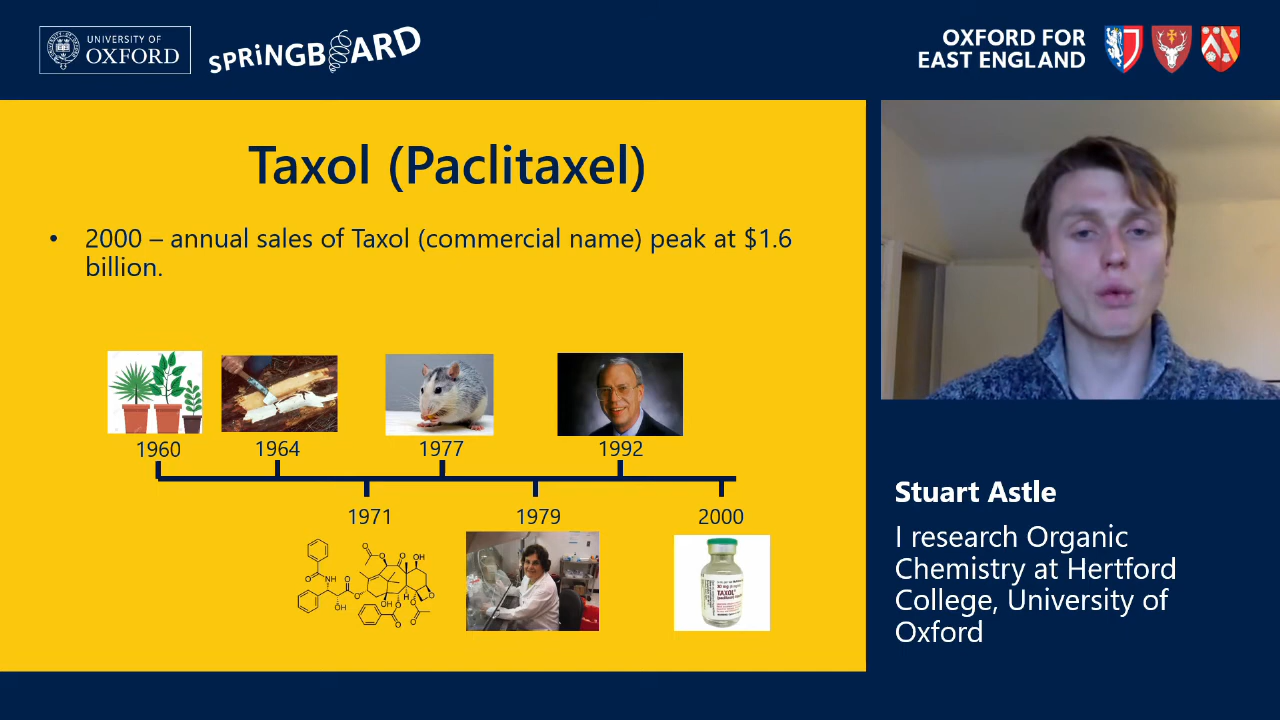 UNIVERSITY OF
OXFORD
SPRiNGBOARD
OXFORD FOR
EAST ENGLAND
Taxol (Paclitaxel)
• 2000 – annual sales of Taxol (commercial name) peak at $1.6
billion.
1960
1964
1977
1992
1971
1979
2000
TAXOL
Stuart Astle
I research Organic
Chemistry at Hertford
College, University of
Oxford